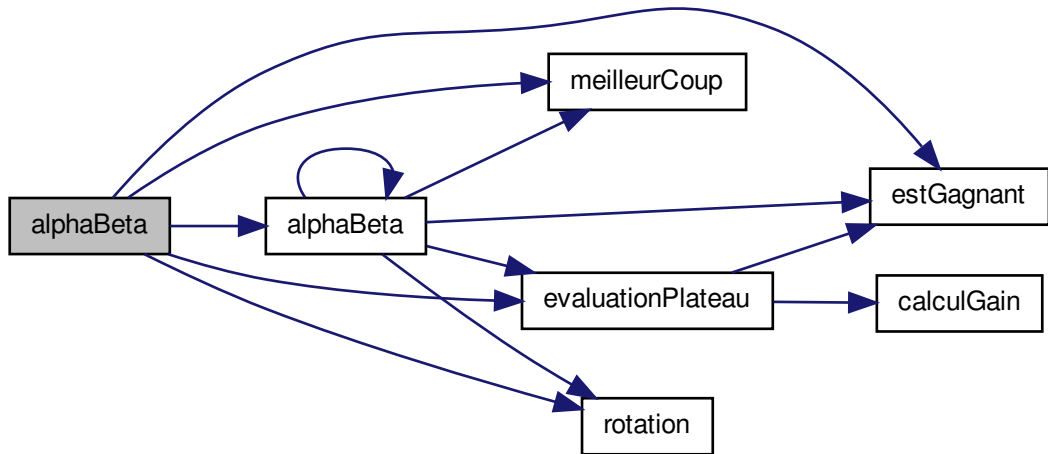 meilleurCoup
estGagnant
alphaBeta
alphaBeta
evaluationPlateau
calculGain
rotation